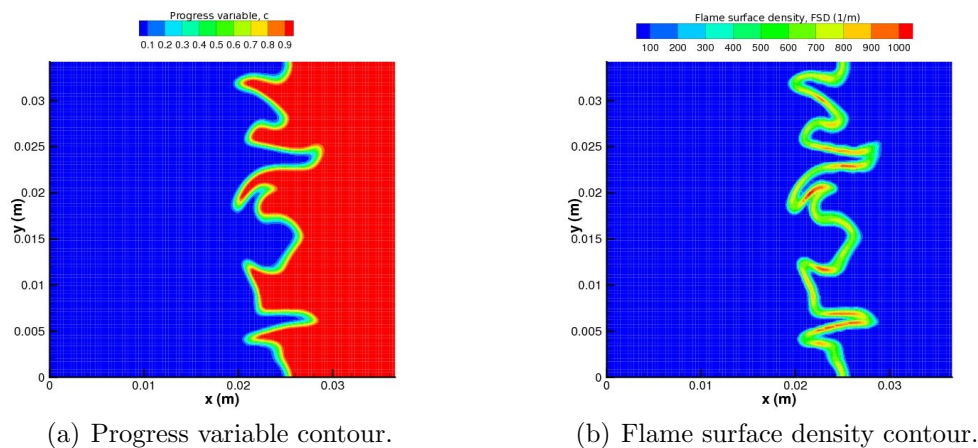 Progress variable, c
0.1 0.2 0.3 0.4 0.5 0.6 0.7 0.8 0.9
0.03
0.025
0.02
0.015
0.01
0.005
0
y (m)
0 0.01 0.02 0.03
x (m)
(a) Progress variable contour.
Flame surface density, FSD (1/m)
100 200 300 400 500 600 700 800 900 1000
0.03
0.025
0.02
0.015
0.01
0.005
0
y (m)
0 0.01 0.02 0.03
x (m)
(b) Flame surface density contour.